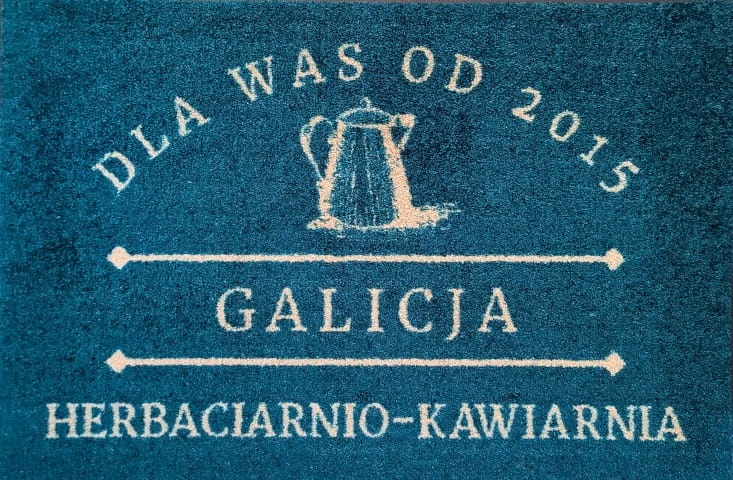 DLA WAS OD 2015
GALICJA
HERBACIARNIO-KAWIARNIA